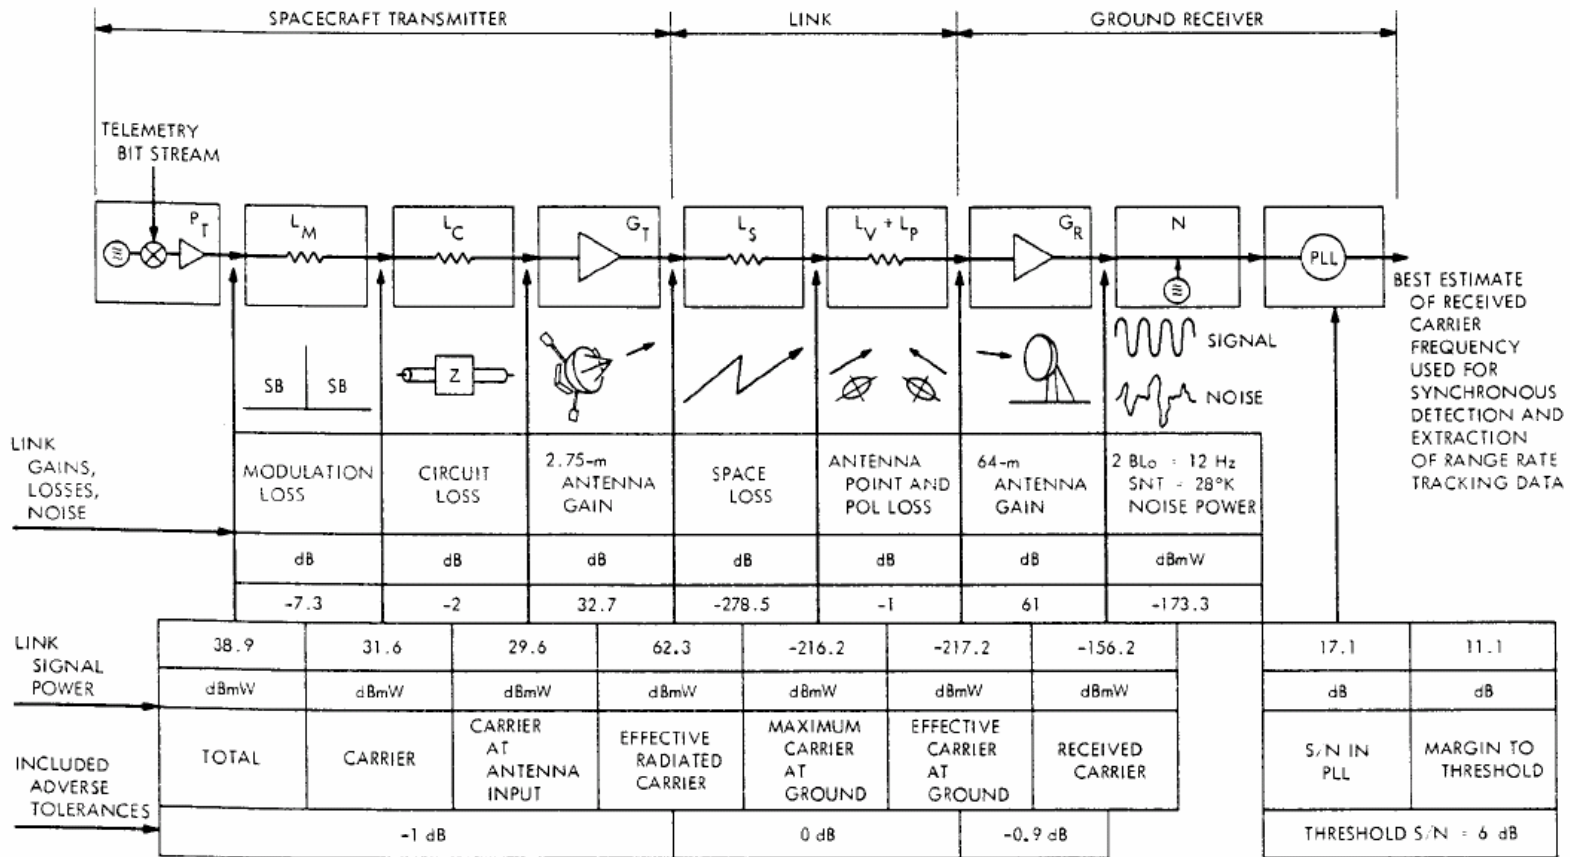 SPACECRAFT TRANSMITTER
LINK
GROUND RECEIVER
TELEMETRY
BIT STREAM
P_T
L_M
L_C
G_T
L_S
L_V + L_P
G_R
N
PLL
BEST ESTIMATE
OF RECEIVED
CARRIER
FREQUENCY
USED FOR
SYNCHRONOUS
DETECTION AND
EXTRACTION
OF RANGE RATE
TRACKING DATA
SB SB
Z
SIGNAL
NOISE
LINK
GAINS,
LOSSES,
NOISE
MODULATION
LOSS
CIRCUIT
LOSS
2.75-m
ANTENNA
GAIN
SPACE
LOSS
ANTENNA
POINT AND
POL LOSS
64-m
ANTENNA
GAIN
2 BLo = 12 Hz
SNT - 28°K
NOISE POWER
dB dB dB dB dB dB dBmW
-7.3 -2 32.7 -278.5 -1 61 -173.3
LINK
SIGNAL
POWER
38.9 31.6 29.6 62.3 -216.2 -217.2 -156.2 17.1 11.1
dBmW dBmW dBmW dBmW dBmW dBmW dBmW dB dB
TOTAL
CARRIER
CARRIER
AT
ANTENNA
INPUT
EFFECTIVE
RADIATED
CARRIER
MAXIMUM
CARRIER
AT
GROUND
EFFECTIVE
CARRIER
AT
GROUND
RECEIVED
CARRIER
S/N IN
PLL
MARGIN TO
THRESHOLD
INCLUDED
ADVERSE
TOLERANCES
-1 dB 0 dB -0.9 dB THRESHOLD S/N = 6 dB